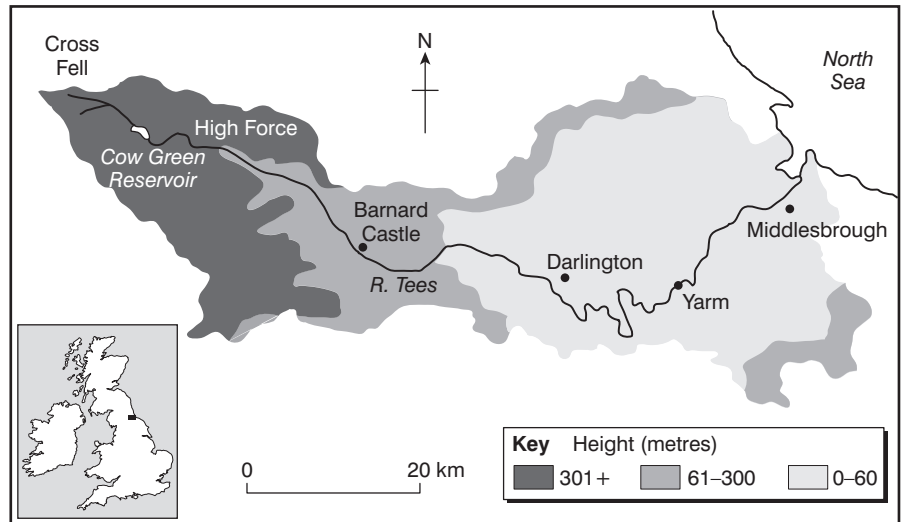 Cross
Fell
N
North
Sea
High Force
Cow Green
Reservoir
Barnard
Castle
Middlesbrough
Darlington
R. Tees
Yarm
0 20 km
Key Height (metres)
301+ 61–300 0–60